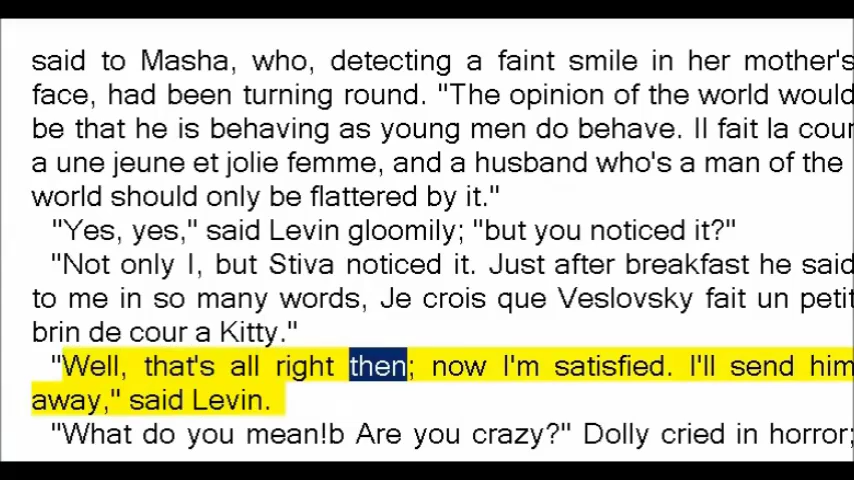 said to Masha, who, detecting a faint smile in her mother's
face, had been turning round. "The opinion of the world would
be that he is behaving as young men do behave. Il fait la cour
a une jeune et jolie femme, and a husband who's a man of the
world should only be flattered by it."
"Yes, yes," said Levin gloomily; "but you noticed it?"
"Not only I, but Stiva noticed it. Just after breakfast he said
to me in so many words, Je crois que Veslovsky fait un petit
brin de cour a Kitty."
"Well, that's all right then; now I'm satisfied. I'll send him
away," said Levin.
"What do you mean!b Are you crazy?" Dolly cried in horror;